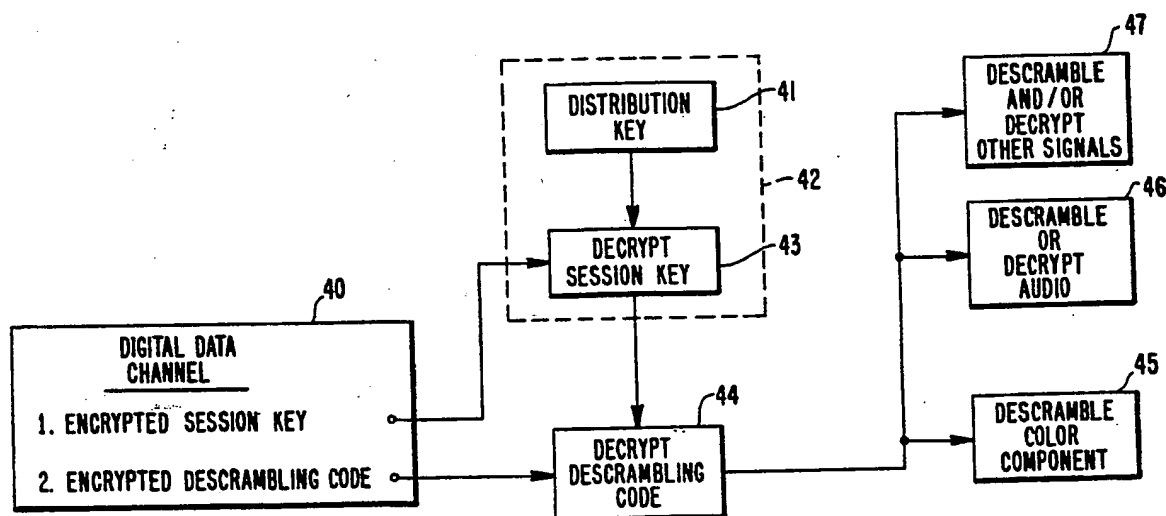 47
DESCRAMBLE
AND/OR
DECRYPT
OTHER SIGNALS
41
DISTRIBUTION
KEY
42
46
DESCRAMBLE
OR
DECRYPT
AUDIO
43
DECRYPT
SESSION KEY
40
DIGITAL DATA
CHANNEL
1. ENCRYPTED SESSION KEY
2. ENCRYPTED DESCRAMBLING CODE
44
DECRYPT
DESCRAMBLING
CODE
45
DESCRAMBLE
COLOR
COMPONENT